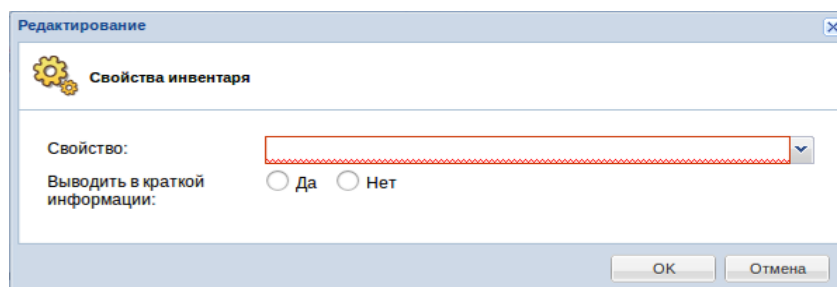 Редактирование
Свойства инвентаря
Свойство:
Выводить в краткой
информации:
Да Нет
OK Отмена